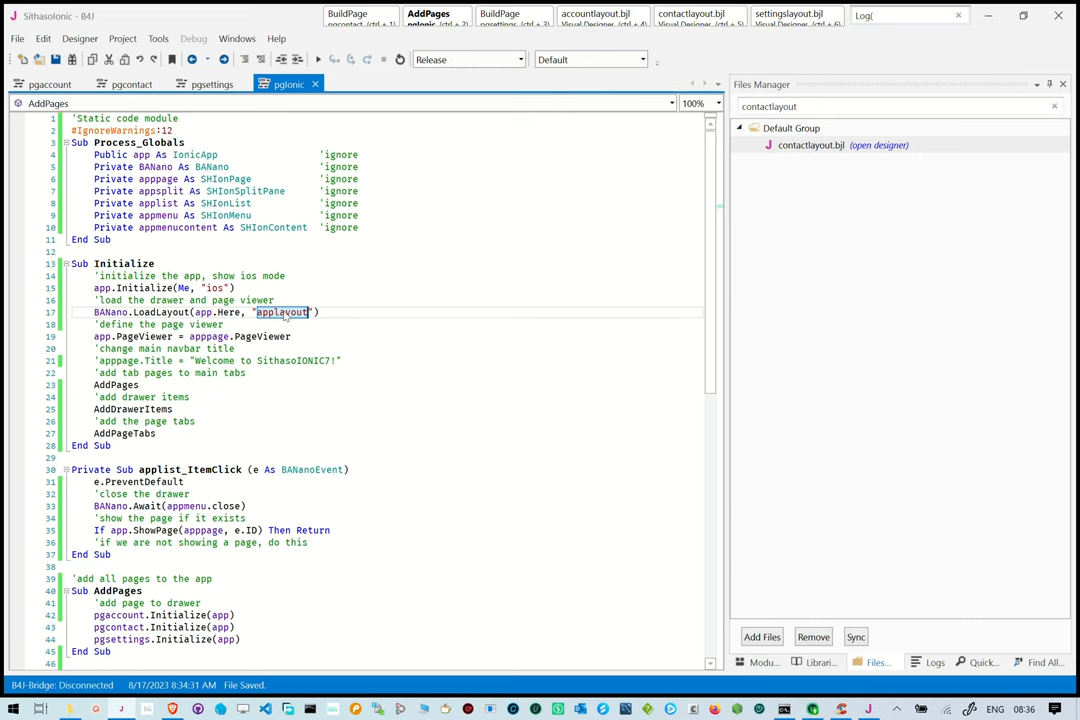 SithasoIonic - B4J
BuildPage
pgcontact (ctrl + 1)
AddPages
pgIonic (ctrl + 2)
BuildPage
pgsettings (ctrl + 3)
accountlayout.bjl
Visual Designer (ctrl + 4)
contactlayout.bjl
Visual Designer (ctrl + 5)
settingslayout.bjl
Visual Designer (ctrl + 6)
Log(
File Edit Designer Project Tools Debug Windows Help
Release
Default
pgaccount
pgcontact
pgsettings
pgIonic
AddPages
100%
1 'Static code module
2 #IgnoreWarnings:12
3 Sub Process_Globals
4 Public app As IonicApp 'ignore
5 Private BANano As BANano 'ignore
6 Private apppage As SHIonPage 'ignore
7 Private appsplit As SHIonSplitPane 'ignore
8 Private applist As SHIonList 'ignore
9 Private appmenu As SHIonMenu 'ignore
10 Private appmenucontent As SHIonContent 'ignore
11 End Sub
12
13 Sub Initialize
14 'initialize the app, show ios mode
15 app.Initialize(Me, "ios")
16 'load the drawer and page viewer
17 BANano.LoadLayout(app.Here, "applayout")
18 'define the page viewer
19 app.PageViewer = apppage.PageViewer
20 'change main navbar title
21 'apppage.Title = "Welcome to SithasoIONIC7!"
22 'add tab pages to main tabs
23 AddPages
24 'add drawer items
25 AddDrawerItems
26 'add the page tabs
27 AddPageTabs
28 End Sub
29
30 Private Sub applist_ItemClick (e As BANanoEvent)
31 e.PreventDefault
32 'close the drawer
33 BANano.Await(appmenu.close)
34 'show the page if it exists
35 If app.ShowPage(apppage, e.ID) Then Return
36 'if we are not showing a page, do this
37 End Sub
38
39 'add all pages to the app
40 Sub AddPages
41 'add page to drawer
42 pgaccount.Initialize(app)
43 pgcontact.Initialize(app)
44 pgsettings.Initialize(app)
45 End Sub
46
Files Manager
contactlayout
Default Group
contactlayout.bjl (open designer)
Add Files
Remove
Sync
Modu...
Librari...
Files...
Logs
Quick...
Find All...
B4J-Bridge: Disconnected 8/17/2023 8:34:31 AM File Saved.
ENG 08:36